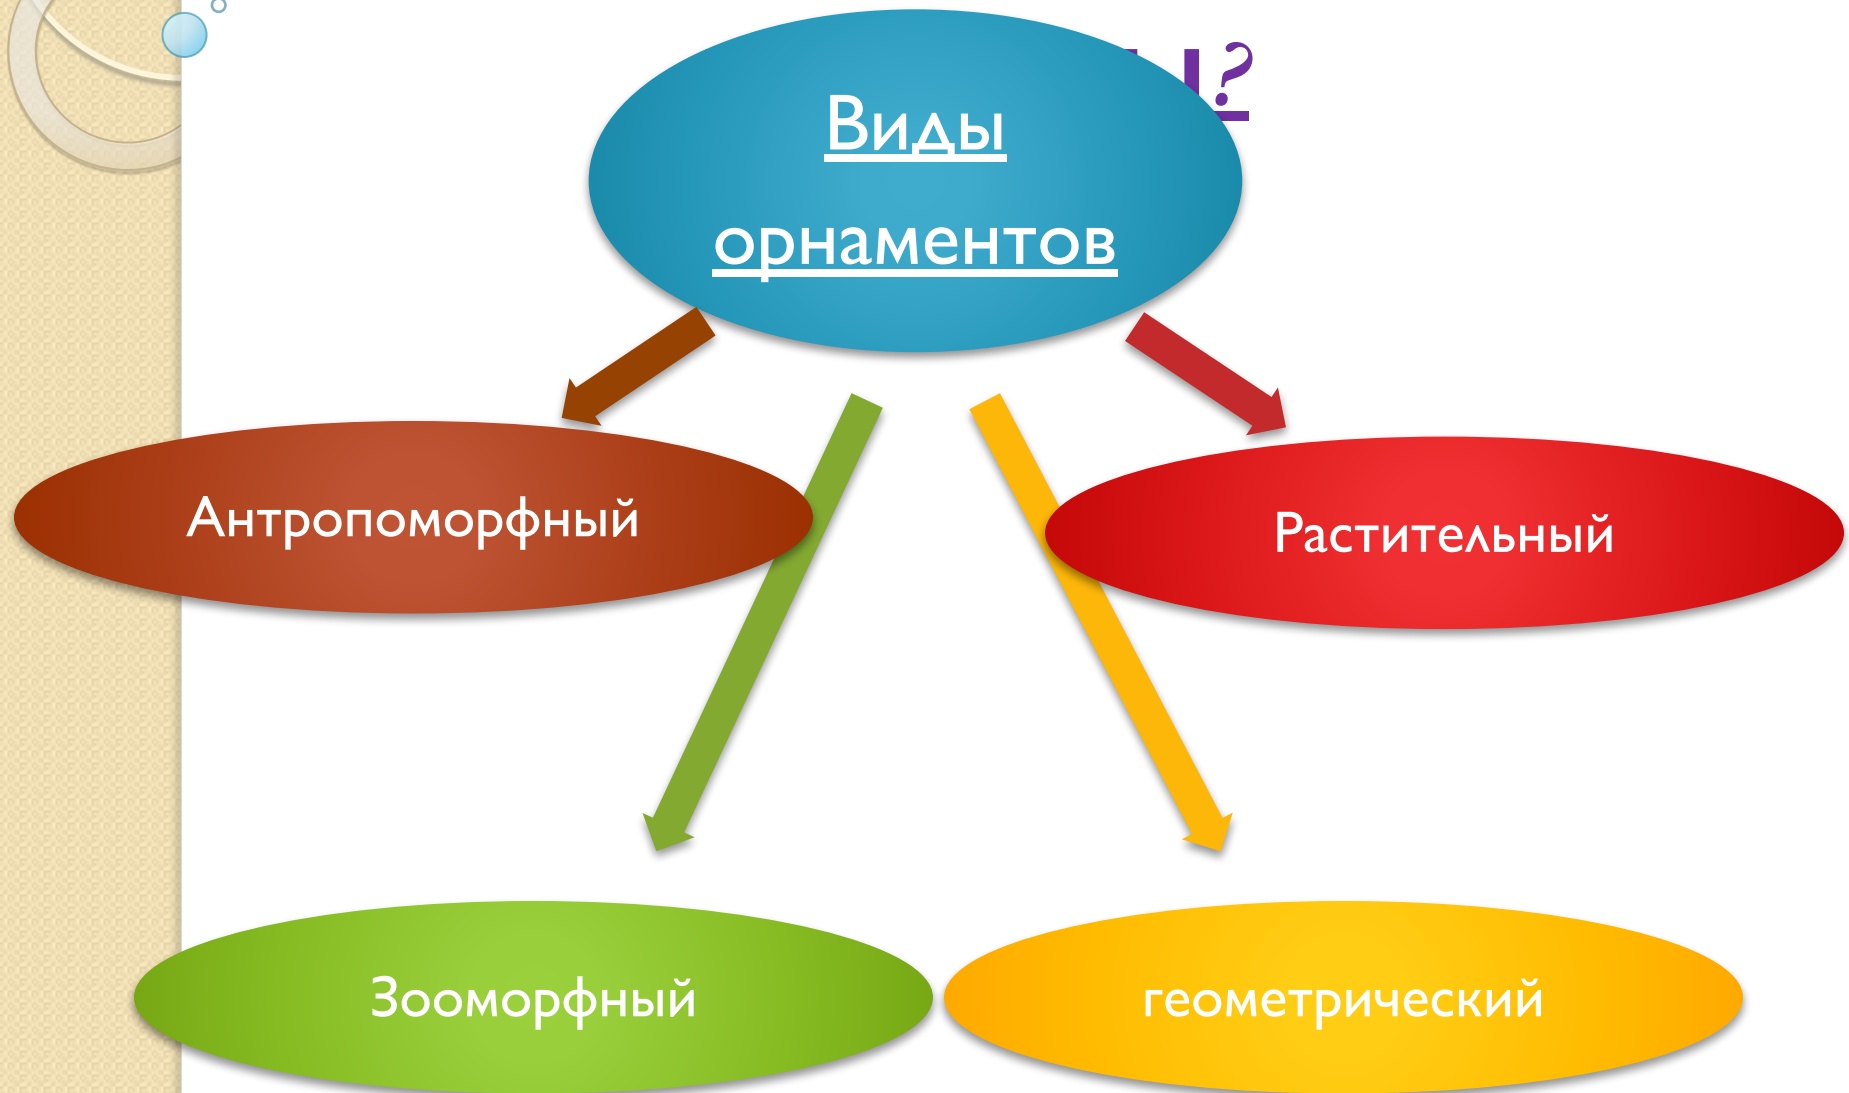 Виды
орнаментов
Антропоморфный
Растительный
Зооморфный
геометрический